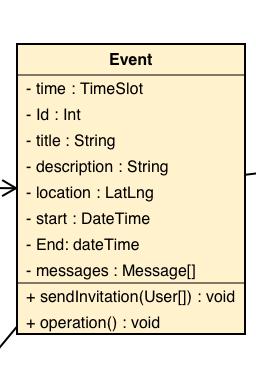 Event
- time : TimeSlot
- Id : Int
- title : String
- description : String
- location : LatLng
- start : DateTime
- End: dateTime
- messages : Message[]
+ sendInvitation(User[]) : void
+ operation() : void